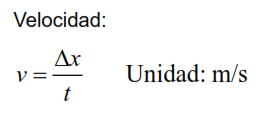 Velocidad:
v = Δx / t    Unidad: m/s